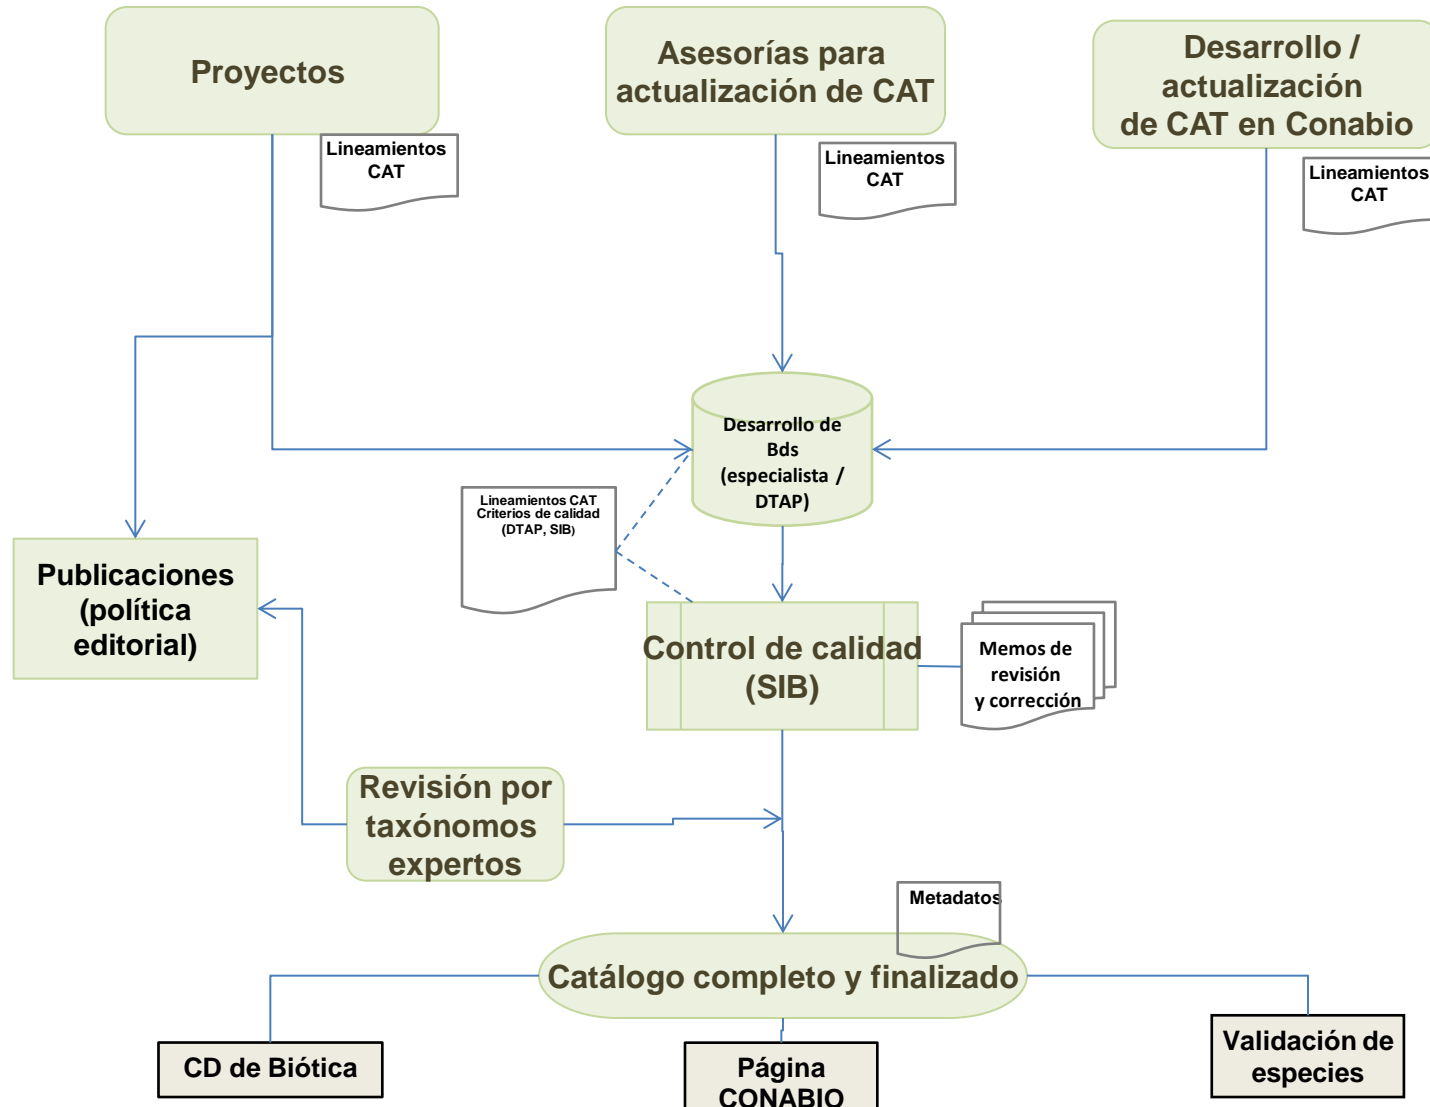 Proyectos
Asesorías para
actualización de CAT
Desarrollo /
actualización
de CAT en Conabio
Lineamientos
CAT
Lineamientos
CAT
Lineamientos
CAT
Desarrollo de
Bds
(especialista /
DTAP)
Lineamientos CAT
Criterios de calidad
(DTAP, SIB)
Publicaciones
(política
editorial)
Control de calidad
(SIB)
Memos de
revisión
y corrección
Revisión por
taxónomos
expertos
Metadatos
Catálogo completo y finalizado
CD de Biótica
Página
CONABIO
Validación de
especies